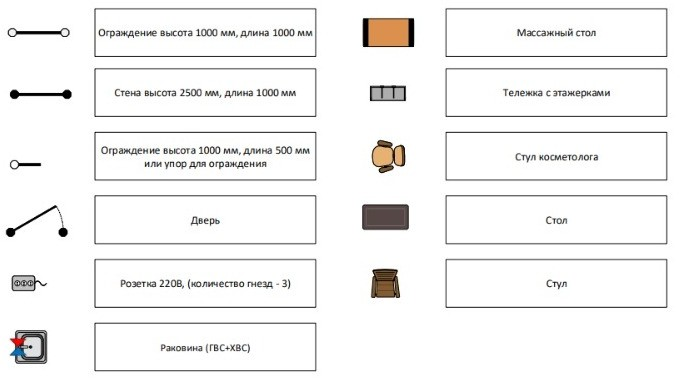 Ограждение высота 1000 мм, длина 1000 мм
Массажный стол
Стена высота 2500 мм, длина 1000 мм
Тележка с этажерками
Ограждение высота 1000 мм, длина 500 мм
или упор для ограждения
Стул косметолога
Дверь
Стол
Розетка 220В, (количество гнезд - 3)
Стул
Раковина (ГВС+ХВС)